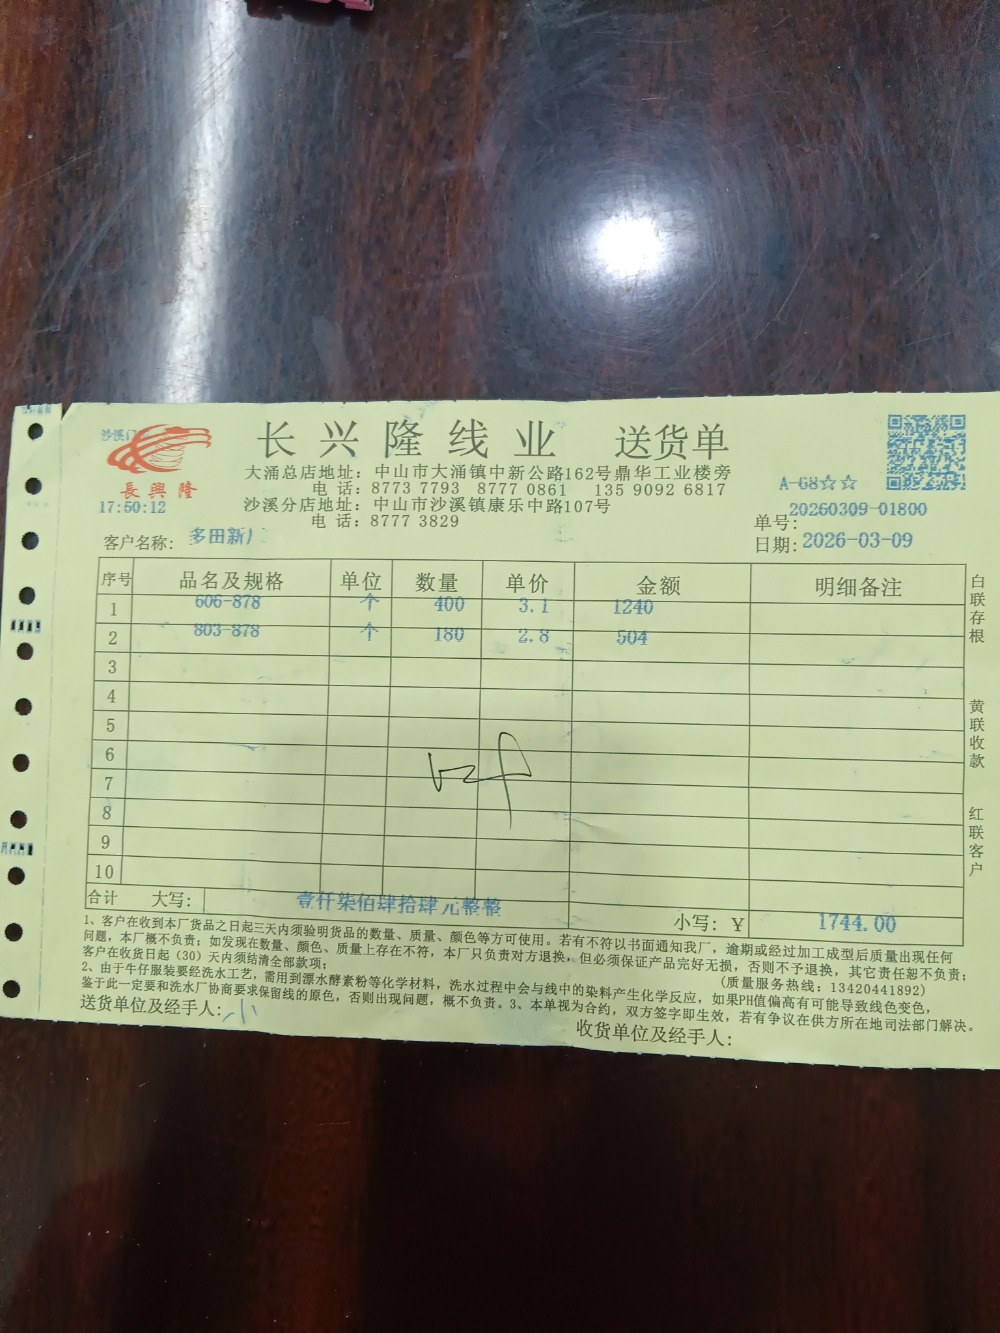 长兴隆线业 送货单
大涌总店地址：中山市大涌镇中新公路162号鼎华工业楼旁
电 话：8773 7793 8777 0861 135 9092 6817
沙溪分店地址：中山市沙溪镇康乐中路107号
电 话：8777 3829
沙溪门
長興隆
17:50:12
A-68☆☆
单号：20260309-01800
日期：2026-03-09
客户名称：多田新厂
序号 品名及规格 单位 数量 单价 金额 明细备注
1 606-878 个 400 3.1 1240
2 803-878 个 180 2.8 504
3
4
5
6
7
8
9
10
合计 大写： 壹仟柒佰肆拾肆元整整 小写：￥ 1744.00
白联存根
黄联收款
红联客户
1、客户在收到本厂货品之日起三天内须验明货品的数量、质量、颜色等方可使用。若有不符以书面通知我厂，逾期或经过加工成型后质量出现任何
问题，本厂概不负责；如发现在数量、颜色、质量上存在不符，本厂只负责对方退换，但必须保证产品完好无损，否则不予退换，其它责任恕不负责；
客户在收货日起（30）天内须结清全部款项； (质量服务热线：13420441892)
2、由于牛仔服装要经洗水工艺，需用到漂水酵素粉等化学材料，洗水过程中会与线中的染料产生化学反应，如果PH值偏高有可能导致线色变色，
鉴于此一定要和洗水厂协商要求保留线的原色，否则出现问题，概不负责。3、本单视为合约，双方签字即生效，若有争议在供方所在地司法部门解决。
送货单位及经手人：小
收货单位及经手人：